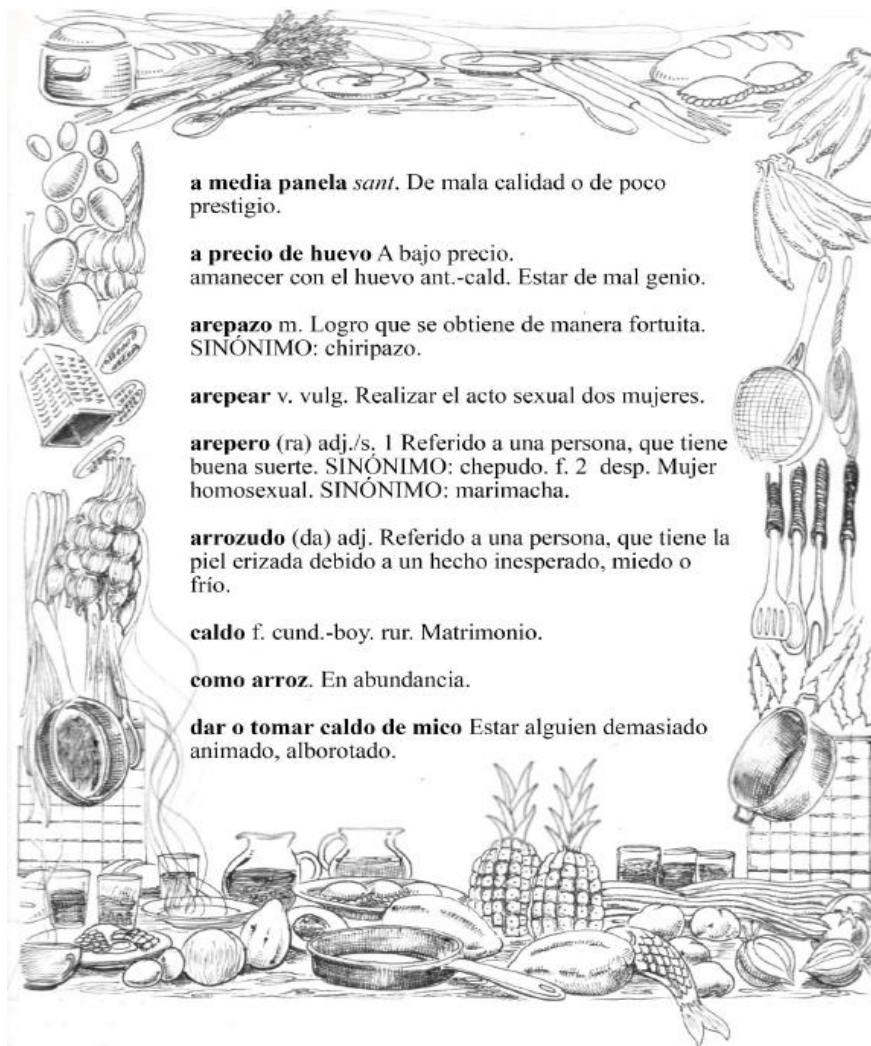 a media panela sant. De mala calidad o de poco
prestigio.
a precio de huevo A bajo precio.
amanecer con el huevo ant.-cald. Estar de mal genio.
arepazo m. Logro que se obtiene de manera fortuita.
SINÓNIMO: chiripazo.
arepear v. vulg. Realizar el acto sexual dos mujeres.
arepero (ra) adj./s. 1 Referido a una persona, que tiene
buena suerte. SINÓNIMO: chepudo. f. 2 desp. Mujer
homosexual. SINÓNIMO: marimacha.
arrozudo (da) adj. Referido a una persona, que tiene la
piel erizada debido a un hecho inesperado, miedo o
frío.
caldo f. cund.-boy. rur. Matrimonio.
como arroz. En abundancia.
dar o tomar caldo de mico Estar alguien demasiado
animado, alborotado.